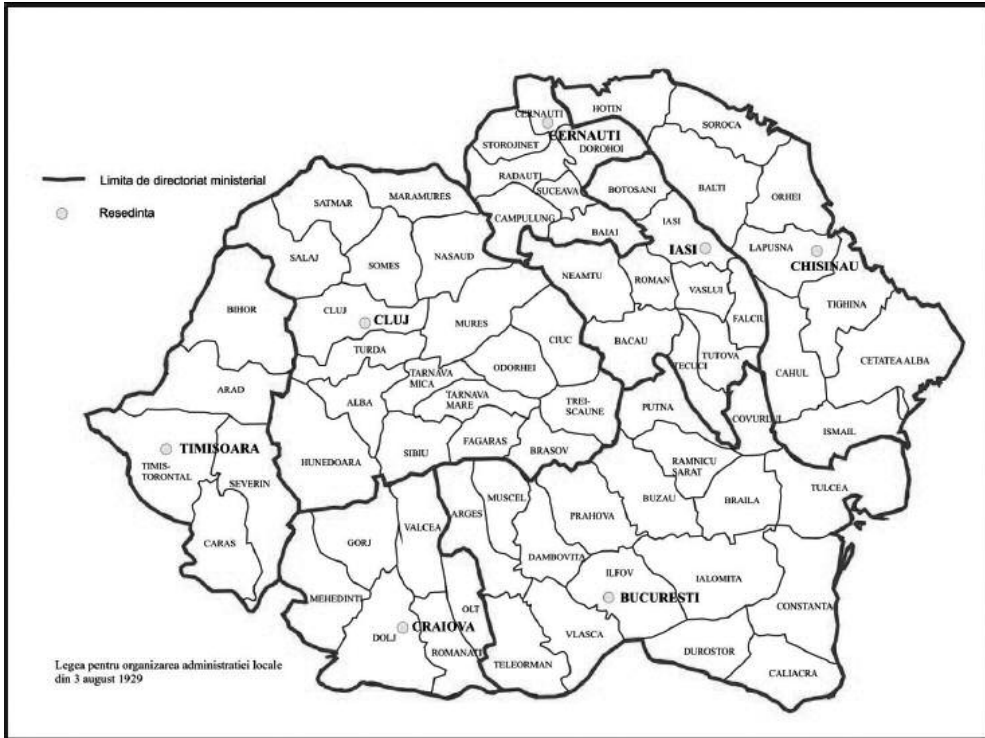 HOTIN
CERNAUTI
SOROCA
CERNAUTI
STOROJINET
DOROHOI
Limita de directoriat ministerial
RADAUTI
SUCEAVA
BOTOSANI
BALTI
ORHEI
MARAMURES
SATMAR
Resedinta
CAMPULUNG
IASI
BAIAJ
IASI
LAPUSNA
SALAJ
SOMES
NASAUD
CHISINAU
NEAMTU
ROMAN
VASLUI
TIGHINA
BIHOR
CLUJ
CLUJ
MURES
FALCIU
CIUC
BACAU
TURDA
TUTOVA
CETATEA ALBA
TECUCI
ODORHEI
TARNAVA
MICA
CAHUL
ARAD
ALBA
TARNAVA
MARE
TREI-
SCAUNE
PUTNA
COVURLUI
ISMAIL
FAGARAS
TIMISOARA
SIBIU
BRASOV
HUNEDOARA
RAMNICU
SARAT
TIMIS-
TORONTAL
SEVERIN
TULCEA
BUZAU
BRAILA
MUSCEL
ARGES
PRAHOVA
VALCEA
CARAS
GORJ
DAMBOVITA
ILFOV
IALOMITA
BUCURESTI
MEHEDINTI
CONSTANTA
OLT
CRAIOVA
DOLJ
VLASCA
ROMANATI
DUROSTOR
TELEORMAN
CALIACRA
Legea pentru organizarea administratiei locale
din 3 august 1929